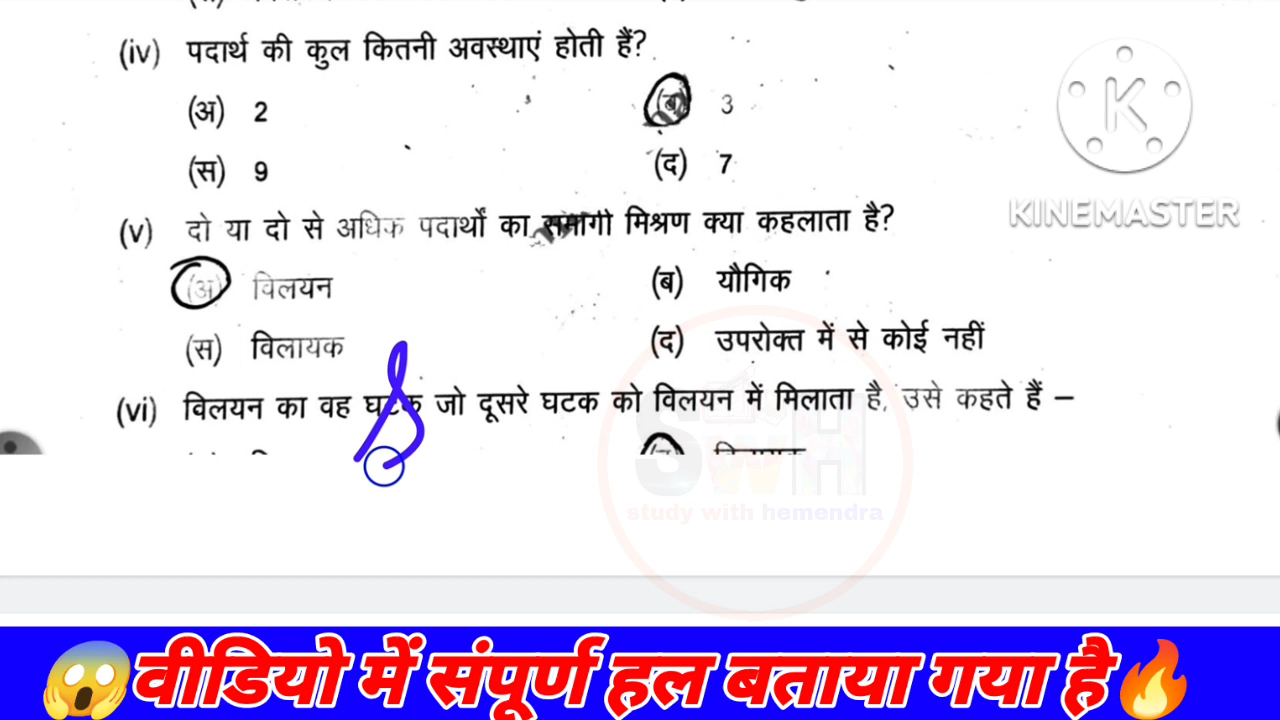 (iv) पदार्थ की कुल कितनी अवस्थाएं होती हैं?
(अ) 2 (ब) 3
(स) 9 (द) 7
KINEMASTER
(v) दो या दो से अधिक पदार्थों का समांगी मिश्रण क्या कहलाता है?
(अ) विलयन (ब) यौगिक
(स) विलायक (द) उपरोक्त में से कोई नहीं
(vi) विलयन का वह घटक जो दूसरे घटक को विलयन में मिलाता है, उसे कहते हैं –
SWH
study with hemendra
😱वीडियो में संपूर्ण हल बताया गया है🔥